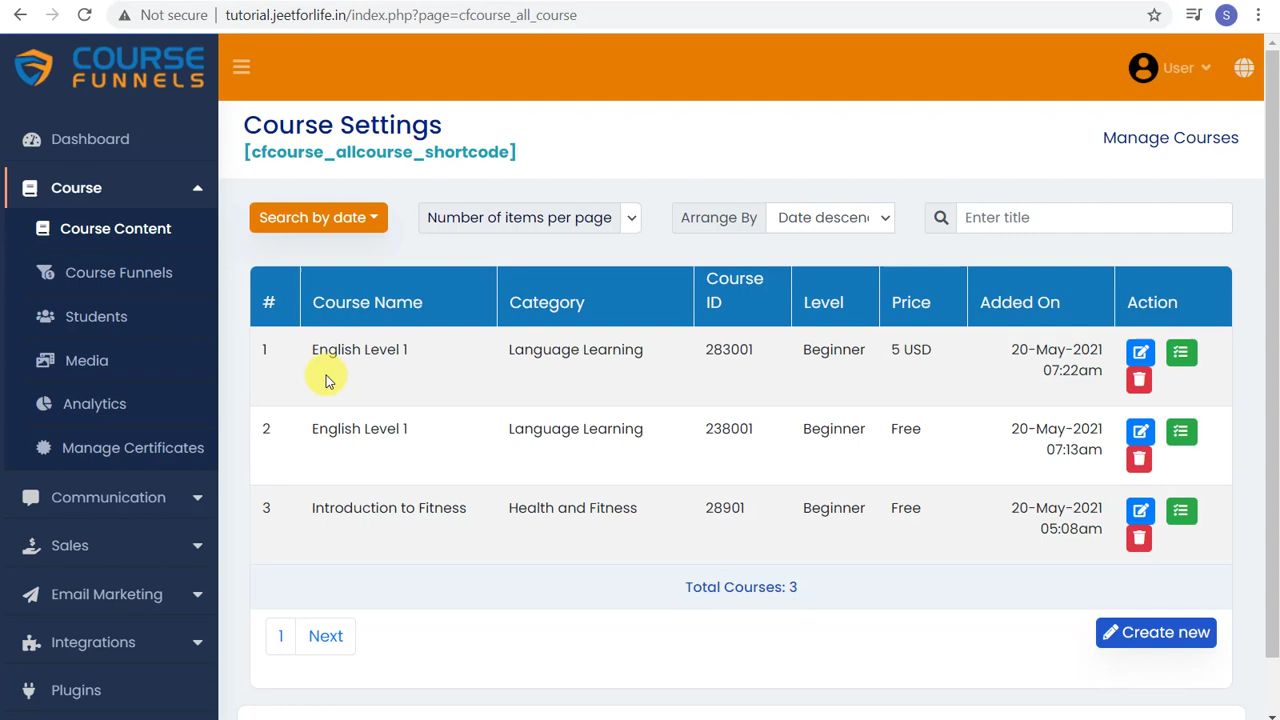 Not secure
tutorial.jeetforlife.in/index.php?page=cfcourse_all_course
S
COURSE
FUNNELS
User
Dashboard
Course
Course Content
Course Funnels
Students
Media
Analytics
Manage Certificates
Communication
Sales
Email Marketing
Integrations
Plugins
Course Settings
[cfcourse_allcourse_shortcode]
Manage Courses
Search by date
Number of items per page
Arrange By
Date descen
Enter title
# Course Name Category Course ID Level Price Added On Action
1 English Level 1 Language Learning 283001 Beginner 5 USD 20-May-2021
07:22am
2 English Level 1 Language Learning 238001 Beginner Free 20-May-2021
07:13am
3 Introduction to Fitness Health and Fitness 28901 Beginner Free 20-May-2021
05:08am
Total Courses: 3
1 Next
Create new